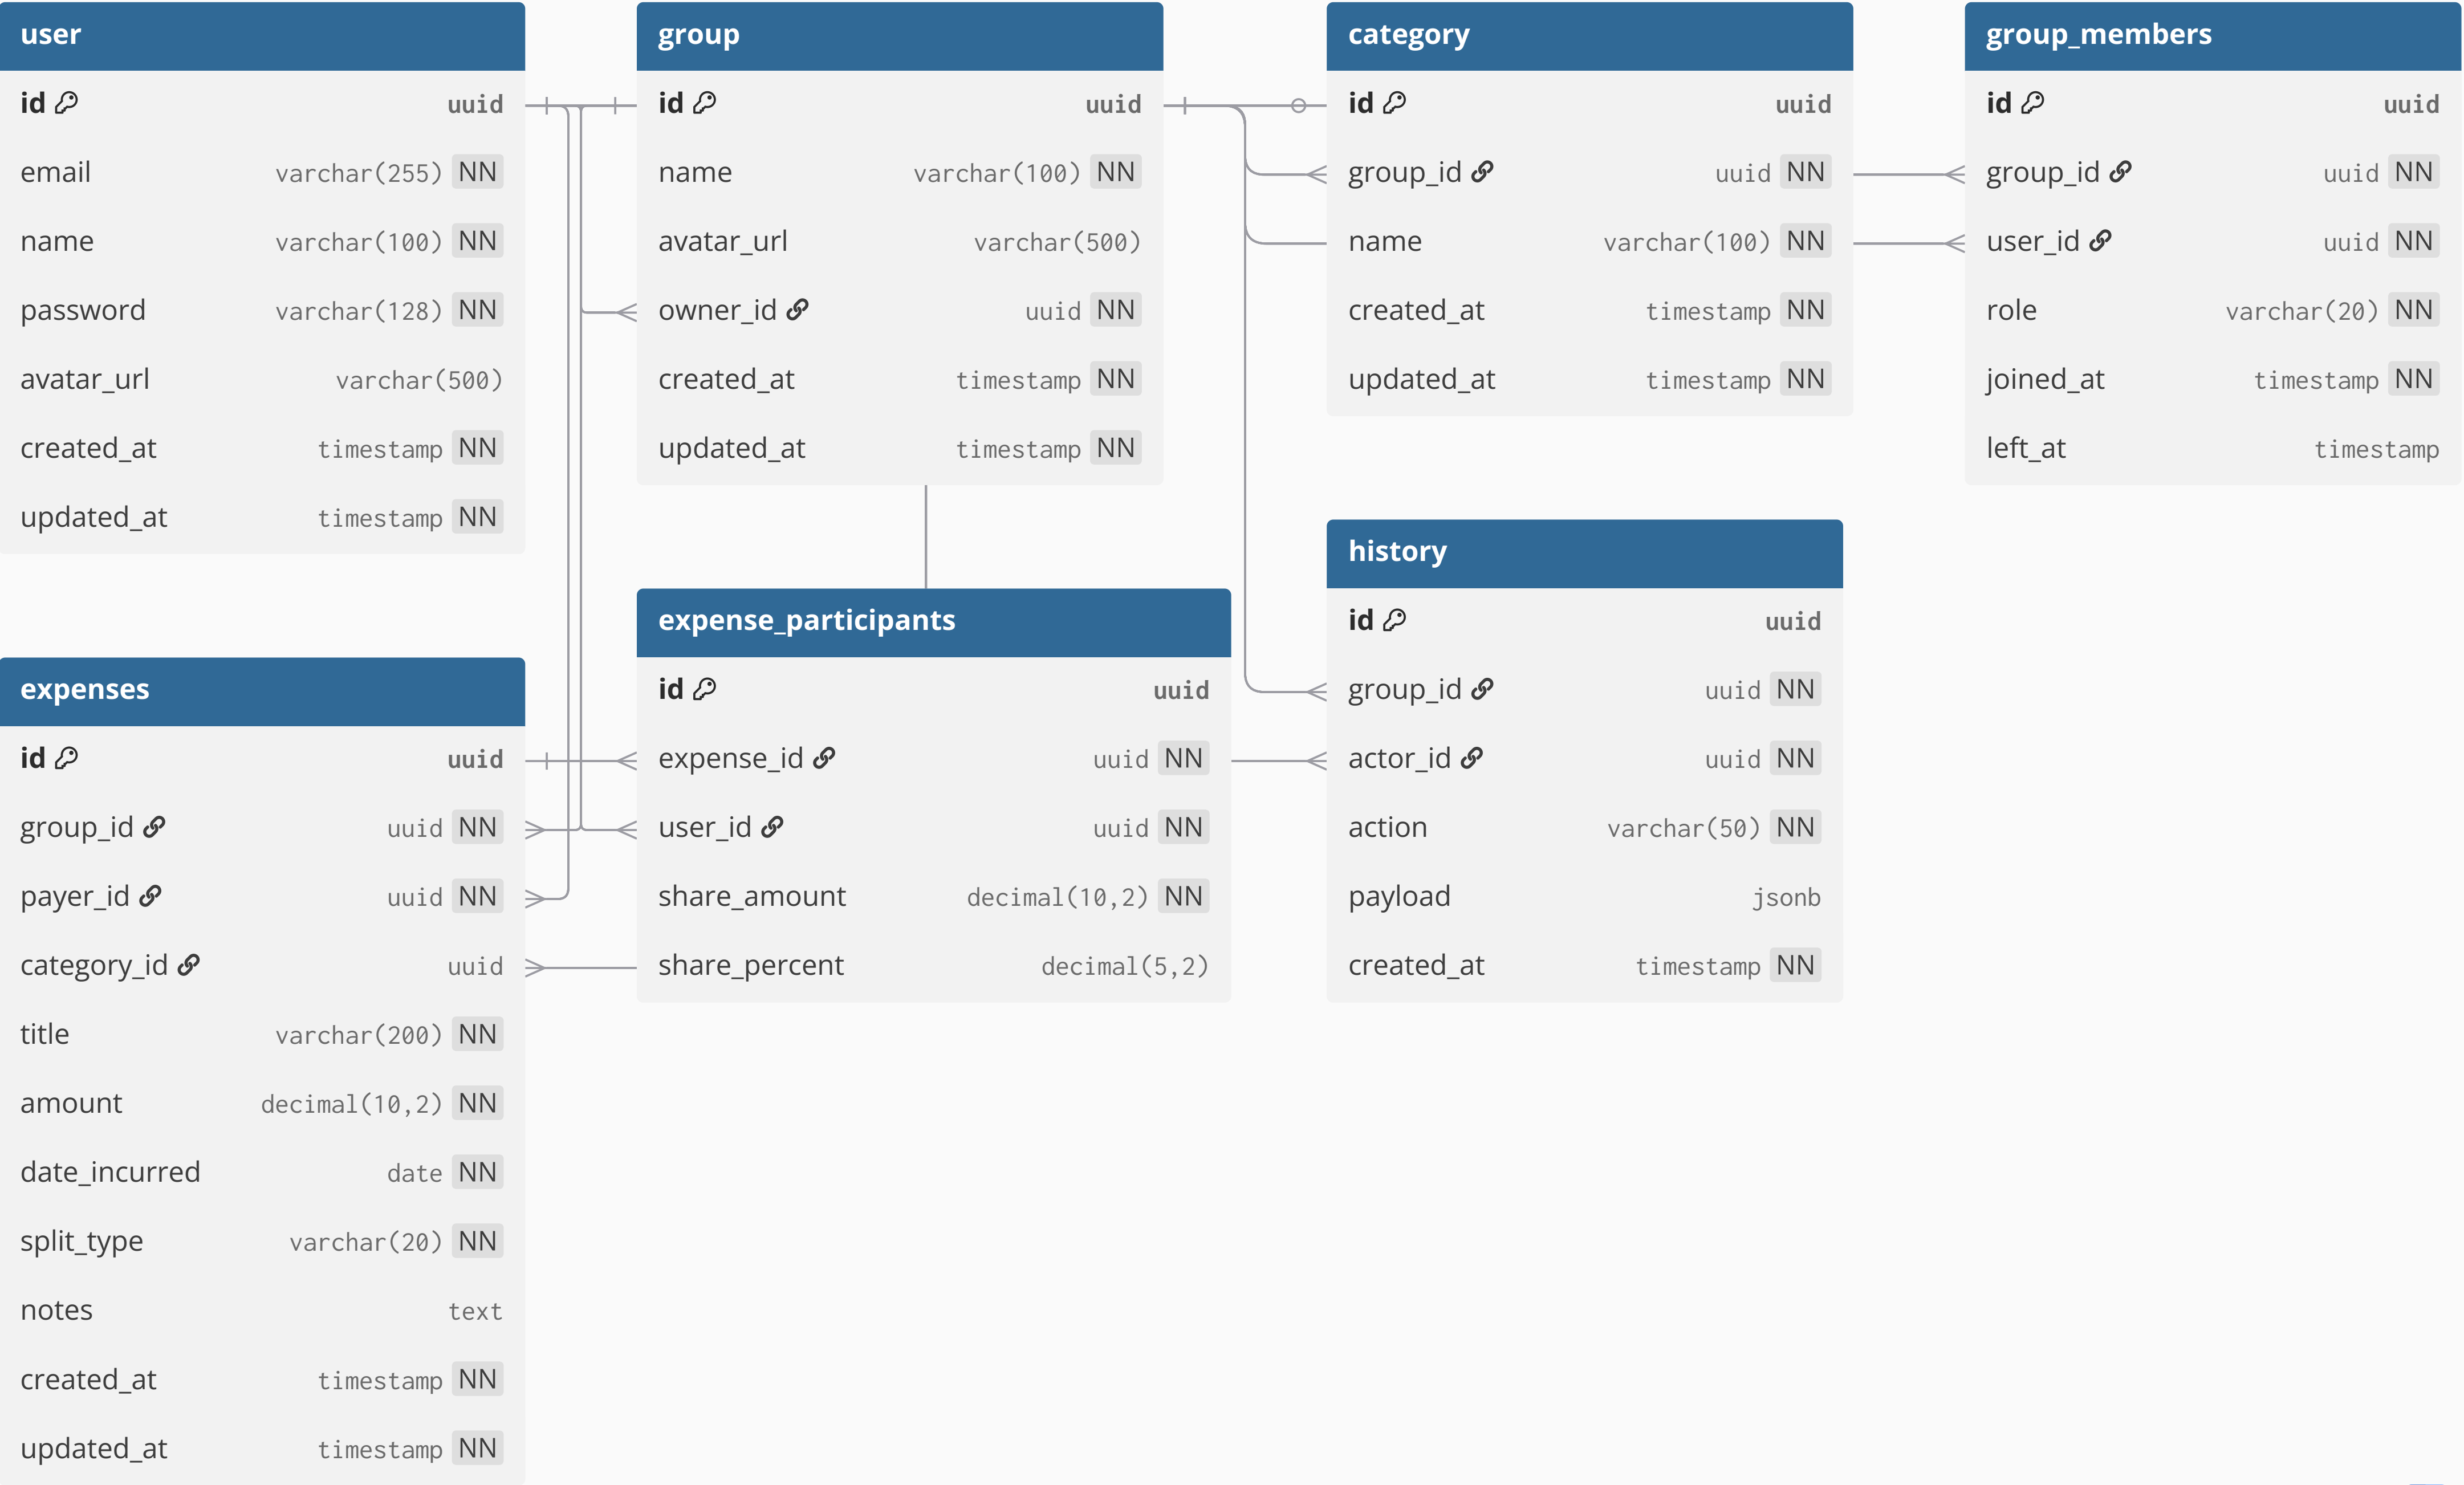 user
id uuid
email varchar(255) NN
name varchar(100) NN
password varchar(128) NN
avatar_url varchar(500)
created_at timestamp NN
updated_at timestamp NN
group
id uuid
name varchar(100) NN
avatar_url varchar(500)
owner_id uuid NN
created_at timestamp NN
updated_at timestamp NN
category
id uuid
group_id uuid NN
name varchar(100) NN
created_at timestamp NN
updated_at timestamp NN
group_members
id uuid
group_id uuid NN
user_id uuid NN
role varchar(20) NN
joined_at timestamp NN
left_at timestamp
expenses
id uuid
group_id uuid NN
payer_id uuid NN
category_id uuid
title varchar(200) NN
amount decimal(10,2) NN
date_incurred date NN
split_type varchar(20) NN
notes text
created_at timestamp NN
updated_at timestamp NN
expense_participants
id uuid
expense_id uuid NN
user_id uuid NN
share_amount decimal(10,2) NN
share_percent decimal(5,2)
history
id uuid
group_id uuid NN
actor_id uuid NN
action varchar(50) NN
payload jsonb
created_at timestamp NN